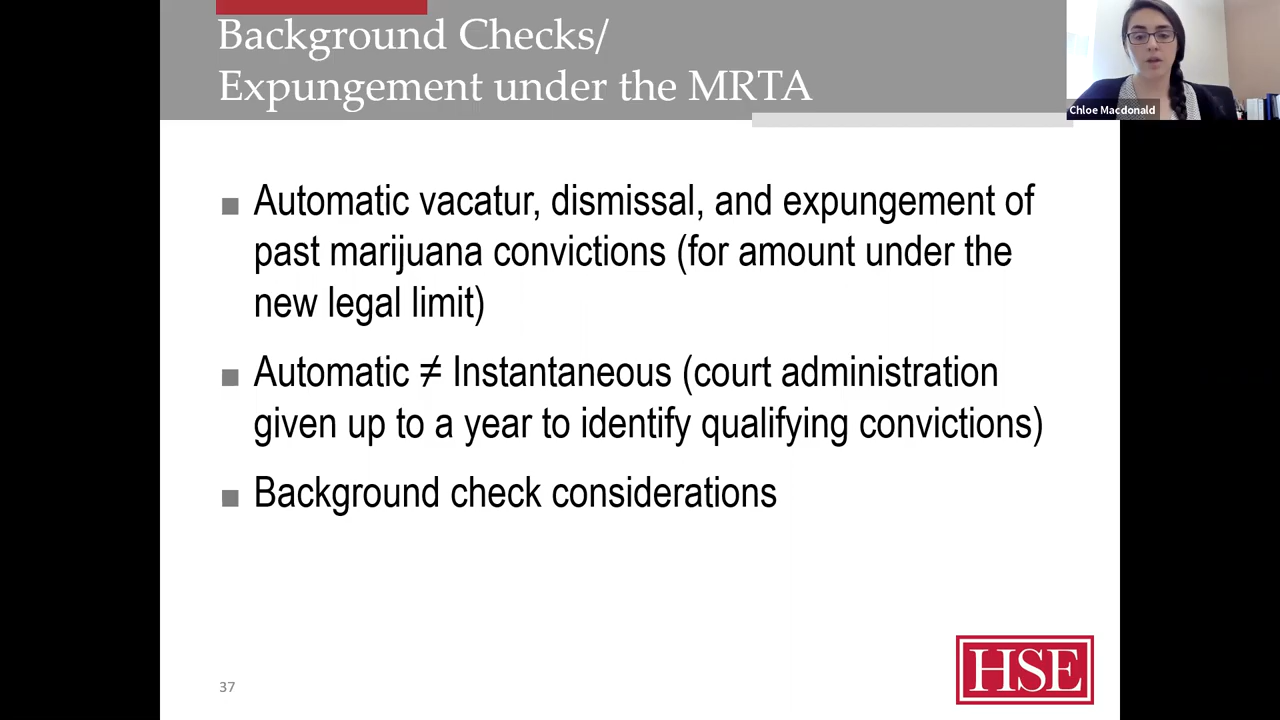 Background Checks/
Expungement under the MRTA
Chloe Macdonald
Automatic vacatur, dismissal, and expungement of
past marijuana convictions (for amount under the
new legal limit)
Automatic ≠ Instantaneous (court administration
given up to a year to identify qualifying convictions)
Background check considerations
37
HSE